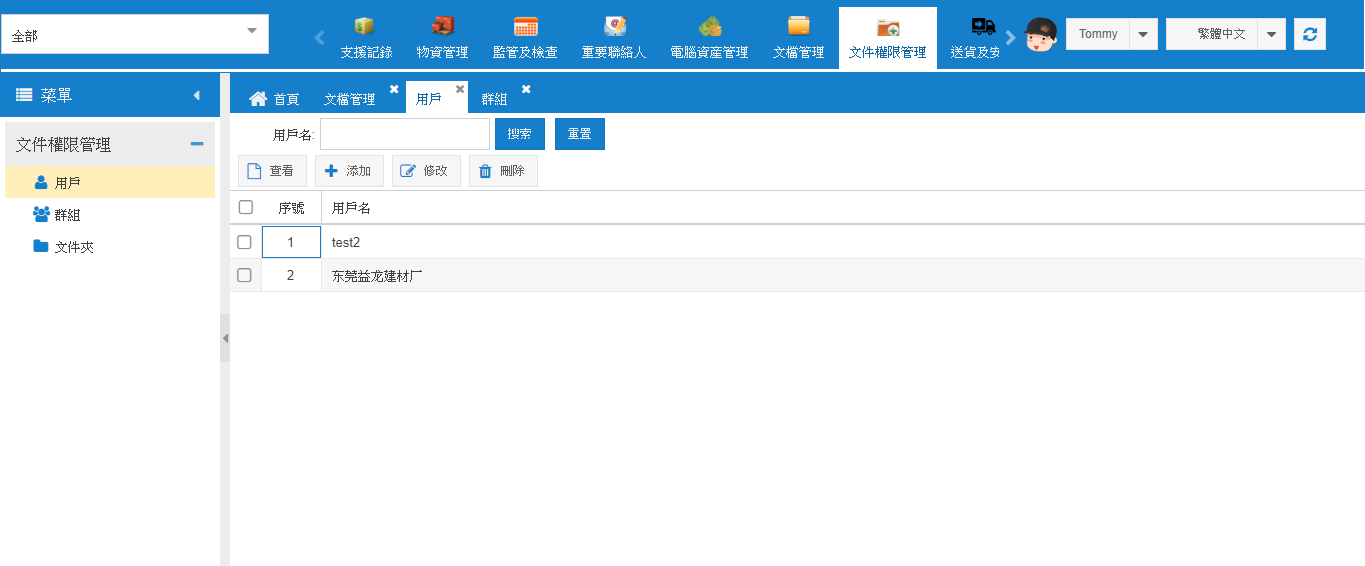 全部
支援記錄
物資管理
監管及檢查
重要聯絡人
電腦資産管理
文檔管理
文件權限管理
送貨及安
Tommy
繁體中文
菜單
首頁
文檔管理
用戶
群組
文件權限管理
用戶
群組
文件夾
用戶名:
搜索
重置
查看
添加
修改
刪除
序號
用戶名
1
test2
2
东莞益龙建材厂